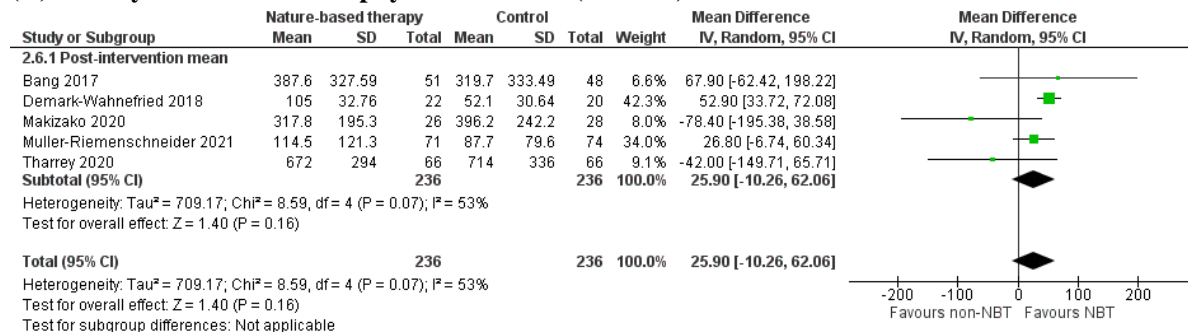 Nature-based therapy Control Mean Difference Mean Difference
Study or Subgroup Mean SD Total Mean SD Total Weight IV, Random, 95% CI IV, Random, 95% CI
2.6.1 Post-intervention mean
Bang 2017 387.6 327.59 51 319.7 333.49 48 6.6% 67.90 [-62.42, 198.22]
Demark-Wahnefried 2018 105 32.76 22 52.1 30.64 20 42.3% 52.90 [33.72, 72.08]
Makizako 2020 317.8 195.3 26 396.2 242.2 28 8.0% -78.40 [-195.38, 38.58]
Muller-Riemenschneider 2021 114.5 121.3 71 87.7 79.6 74 34.0% 26.80 [-6.74, 60.34]
Tharrey 2020 672 294 66 714 336 66 9.1% -42.00 [-149.71, 65.71]
Subtotal (95% CI) 236 236 100.0% 25.90 [-10.26, 62.06]
Heterogeneity: Tau² = 709.17; Chi² = 8.59, df = 4 (P = 0.07); I² = 53%
Test for overall effect: Z = 1.40 (P = 0.16)
Total (95% CI) 236 236 100.0% 25.90 [-10.26, 62.06]
Heterogeneity: Tau² = 709.17; Chi² = 8.59, df = 4 (P = 0.07); I² = 53%
Test for overall effect: Z = 1.40 (P = 0.16)
Test for subgroup differences: Not applicable
-200 -100 0 100 200
Favours non-NBT Favours NBT